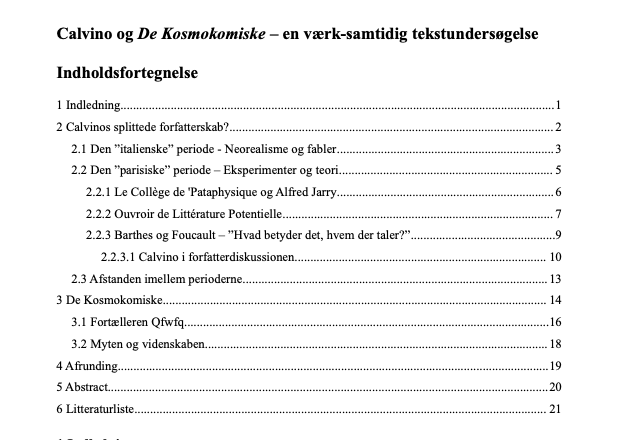 Calvino og De Kosmokomiske – en værk-samtidig tekstundersøgelse
Indholdsfortegnelse
1 Indledning....................1
2 Calvinos splittede forfatterskab?....................2
2.1 Den ”italienske” periode - Neorealisme og fabler....................3
2.2 Den ”parisiske” periode – Eksperimenter og teori....................5
2.2.1 Le Collège de 'Pataphysique og Alfred Jarry....................6
2.2.2 Ouvroir de Littérature Potentielle....................7
2.2.3 Barthes og Foucault – ”Hvad betyder det, hvem der taler?”....................9
2.2.3.1 Calvino i forfatterdiskussionen....................10
2.3 Afstanden imellem perioderne....................13
3 De Kosmokomiske....................14
3.1 Fortælleren Qfwfq....................16
3.2 Myten og videnskaben....................18
4 Afrunding....................19
5 Abstract....................20
6 Litteraturliste....................21